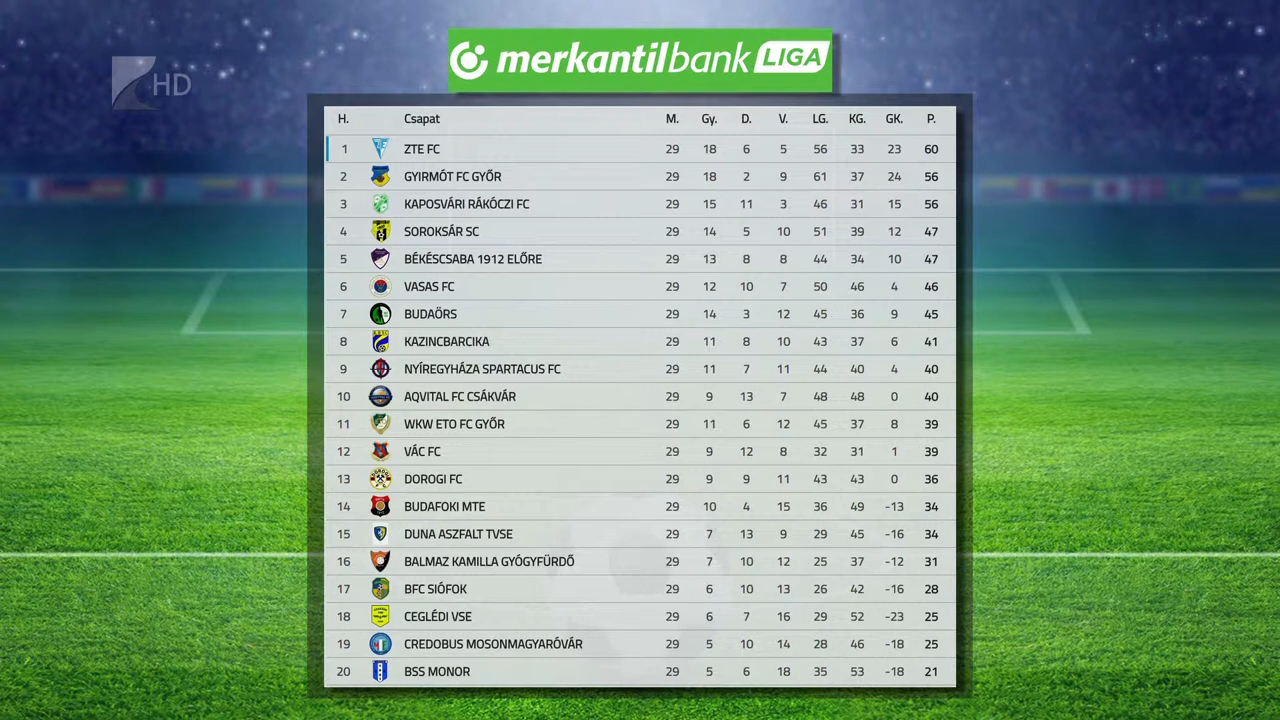 merkantilbank LIGA
HD
H. Csapat M. Gy. D. V. LG. KG. GK. P.
1 ZTE FC 29 18 6 5 56 33 23 60
2 GYIRMÓT FC GYŐR 29 18 2 9 61 37 24 56
3 KAPOSVÁRI RÁKÓCZI FC 29 15 11 3 46 31 15 56
4 SOROKSÁR SC 29 14 5 10 51 39 12 47
5 BÉKÉSCSABA 1912 ELŐRE 29 13 8 8 44 34 10 47
6 VASAS FC 29 12 10 7 50 46 4 46
7 BUDAÖRS 29 14 3 12 45 36 9 45
8 KAZINCBARCIKA 29 11 8 10 43 37 6 41
9 NYÍREGYHÁZA SPARTACUS FC 29 11 7 11 44 40 4 40
10 AQVITAL FC CSÁKVÁR 29 9 13 7 48 48 0 40
11 WKW ETO FC GYŐR 29 11 6 12 45 37 8 39
12 VÁC FC 29 9 12 8 32 31 1 39
13 DOROGI FC 29 9 9 11 43 43 0 36
14 BUDAFOKI MTE 29 10 4 15 36 49 -13 34
15 DUNA ASZFALT TVSE 29 7 13 9 29 45 -16 34
16 BALMAZ KAMILLA GYÓGYFÜRDŐ 29 7 10 12 25 37 -12 31
17 BFC SIÓFOK 29 6 10 13 26 42 -16 28
18 CEGLÉDI VSE 29 6 7 16 29 52 -23 25
19 CREDOBUS MOSONMAGYARÓVÁR 29 5 10 14 28 46 -18 25
20 BSS MONOR 29 5 6 18 35 53 -18 21